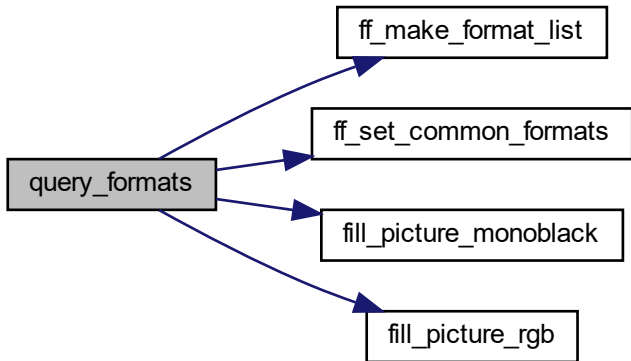 ff_make_format_list
ff_set_common_formats
query_formats
fill_picture_monoblack
fill_picture_rgb